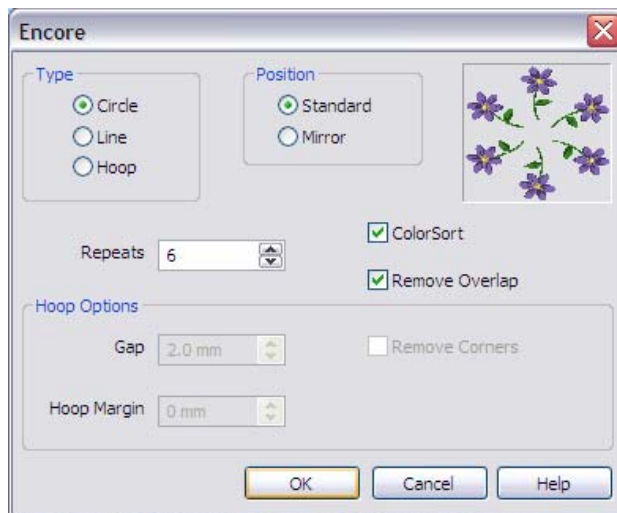 Encore
Type
Circle
Line
Hoop
Position
Standard
Mirror
Repeats 6
ColorSort
Remove Overlap
Hoop Options
Gap 2.0 mm
Remove Corners
Hoop Margin 0 mm
OK Cancel Help